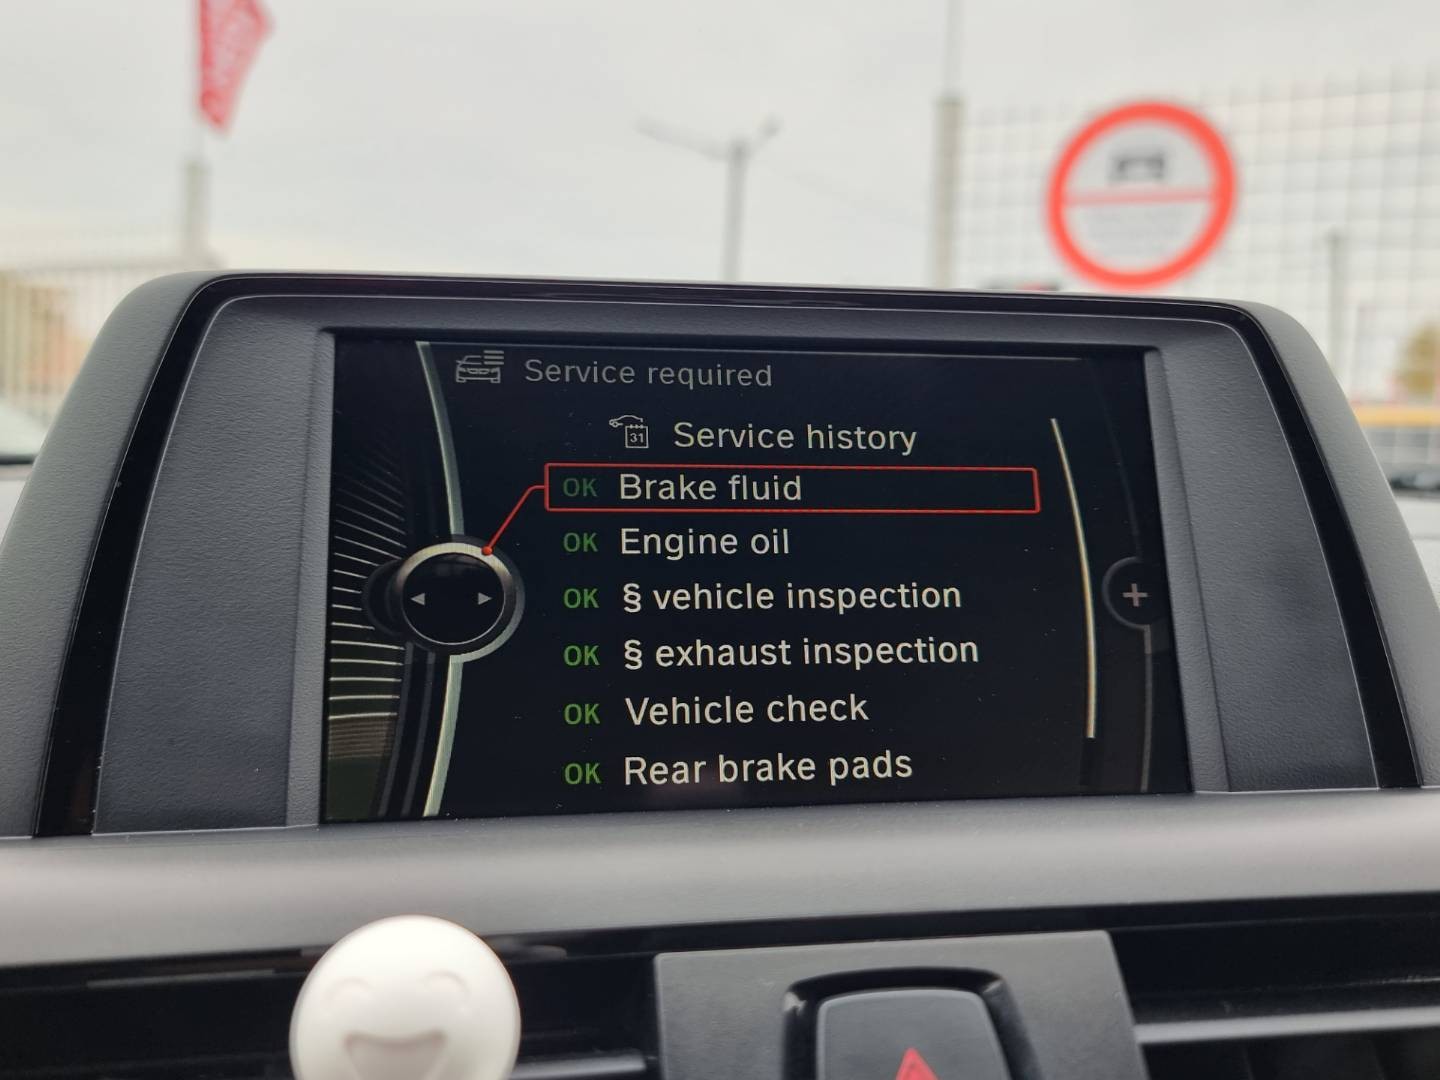 Service required
31 Service history
OK Brake fluid
OK Engine oil
OK § vehicle inspection
OK § exhaust inspection
OK Vehicle check
OK Rear brake pads